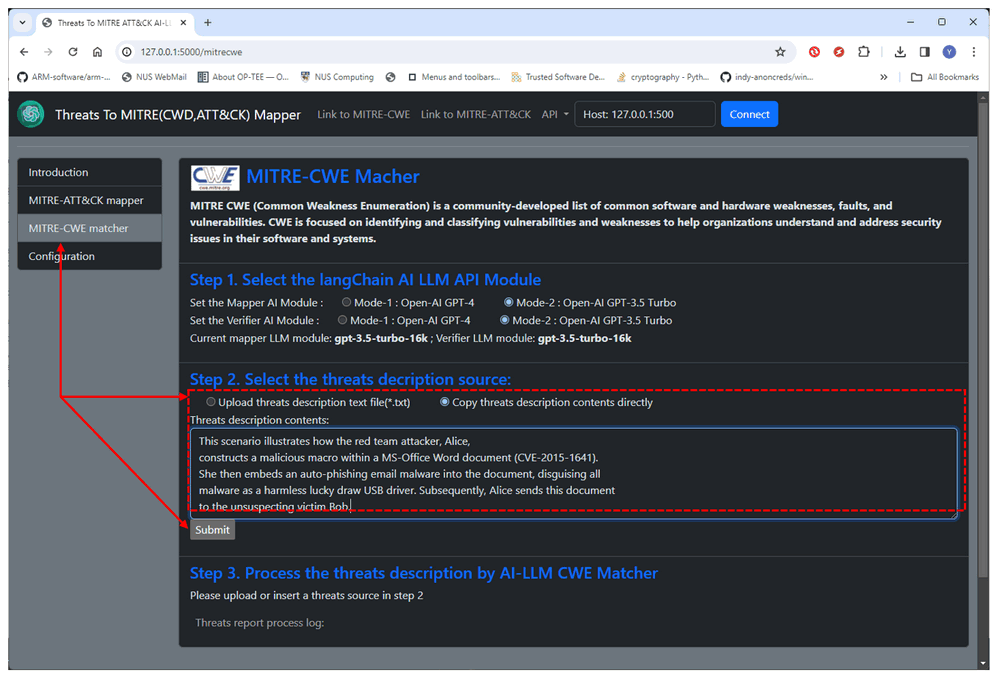 Threats To MITRE ATT&CK AI-L
127.0.0.1:5000/mitrecwe
ARM-software/arm-... NUS WebMail About OP-TEE — O... NUS Computing Menus and toolbars... Trusted Software De... cryptography - Pyth... indy-anoncreds/win... » All Bookmarks
Threats To MITRE(CWD,ATT&CK) Mapper Link to MITRE-CWE Link to MITRE-ATT&CK API Host: 127.0.0.1:500 Connect
Introduction
MITRE-ATT&CK mapper
MITRE-CWE matcher
Configuration
CWE
cwe.mitre.org
MITRE-CWE Macher
MITRE CWE (Common Weakness Enumeration) is a community-developed list of common software and hardware weaknesses, faults, and
vulnerabilities. CWE is focused on identifying and classifying vulnerabilities and weaknesses to help organizations understand and address security
issues in their software and systems.
Step 1. Select the langChain AI LLM API Module
Set the Mapper AI Module : Mode-1 : Open-AI GPT-4 Mode-2 : Open-AI GPT-3.5 Turbo
Set the Verifier AI Module : Mode-1 : Open-AI GPT-4 Mode-2 : Open-AI GPT-3.5 Turbo
Current mapper LLM module: gpt-3.5-turbo-16k ; Verifier LLM module: gpt-3.5-turbo-16k
Step 2. Select the threats decription source:
Upload threats description text file(*.txt) Copy threats description contents directly
Threats description contents:
This scenario illustrates how the red team attacker, Alice,
constructs a malicious macro within a MS-Office Word document (CVE-2015-1641).
She then embeds an auto-phishing email malware into the document, disguising all
malware as a harmless lucky draw USB driver. Subsequently, Alice sends this document
to the unsuspecting victim Bob.
Submit
Step 3. Process the threats description by AI-LLM CWE Matcher
Please upload or insert a threats source in step 2
Threats report process log: